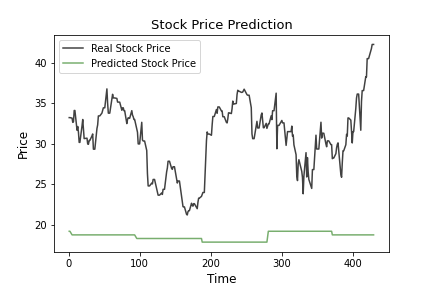 Stock Price Prediction
Real Stock Price
Predicted Stock Price
Price
40
35
30
25
20
0 100 200 300 400
Time